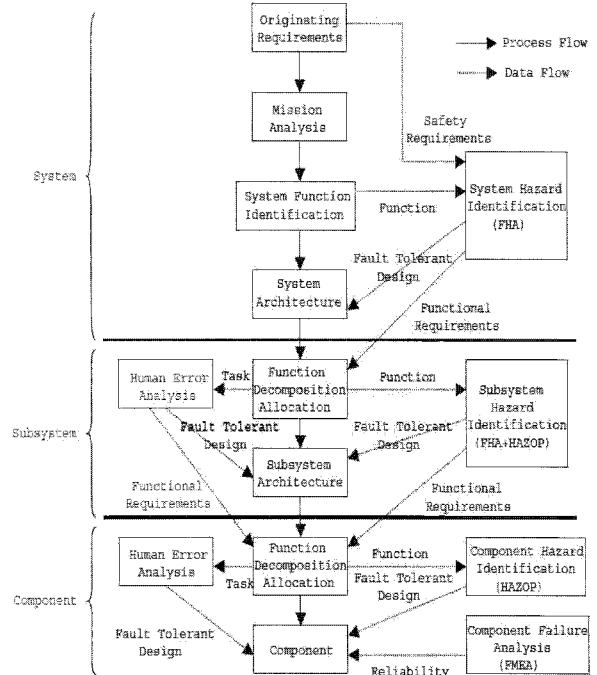 Originating
Requirements
Process Flow
Data Flow
Mission
Analysis
Safety
Requirements
System
System Function
Identification
Function
System Hazard
Identification
(FHA)
Fault Tolerant
Design
System
Architecture
Functional
Requirements
Human Error
Analysis
Task
Function
Decomposition
Allocation
Function
Subsystem
Hazard
Identification
(FHA+HAZOP)
Subsystem
Fault Tolerant
Design
Fault Tolerant
Design
Subsystem
Architecture
Functional
Requirements
Functional
Requirements
Human Error
Analysis
Task
Function
Decomposition
Allocation
Function
Fault Tolerant
Design
Component Hazard
Identification
(HAZOP)
Component
Fault Tolerant
Design
Component
Reliability
Component Failure
Analysis
(FMEA)